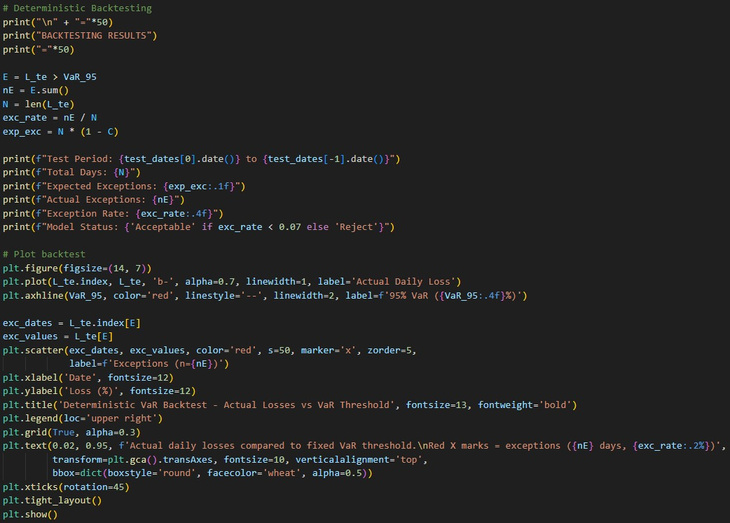 # Deterministic Backtesting
print("\n" + "="*50)
print("BACKTESTING RESULTS")
print("="*50)
E = L_te > VaR_95
nE = E.sum()
N = len(L_te)
exc_rate = nE / N
exp_exc = N * (1 - C)
print(f"Test Period: {test_dates[0].date()} to {test_dates[-1].date()}")
print(f"Total Days: {N}")
print(f"Expected Exceptions: {exp_exc:.1f}")
print(f"Actual Exceptions: {nE}")
print(f"Exception Rate: {exc_rate:.4f}")
print(f"Model Status: {'Acceptable' if exc_rate < 0.07 else 'Reject'}")
# Plot backtest
plt.figure(figsize=(14, 7))
plt.plot(L_te.index, L_te, 'b-', alpha=0.7, linewidth=1, label='Actual Daily Loss')
plt.axhline(VaR_95, color='red', linestyle='--', linewidth=2, label=f'95% VaR ({VaR_95:.4f}%)')
exc_dates = L_te.index[E]
exc_values = L_te[E]
plt.scatter(exc_dates, exc_values, color='red', s=50, marker='x', zorder=5,
label=f'Exceptions (n={nE})')
plt.xlabel('Date', fontsize=12)
plt.ylabel('Loss (%)', fontsize=12)
plt.title('Deterministic VaR Backtest - Actual Losses vs VaR Threshold', fontsize=13, fontweight='bold')
plt.legend(loc='upper right')
plt.grid(True, alpha=0.3)
plt.text(0.02, 0.95, f'Actual daily losses compared to fixed VaR threshold.\nRed X marks = exceptions ({nE} days, {exc_rate:.2%})',
transform=plt.gca().transAxes, fontsize=10, verticalalignment='top',
bbox=dict(boxstyle='round', facecolor='wheat', alpha=0.5))
plt.xticks(rotation=45)
plt.tight_layout()
plt.show()